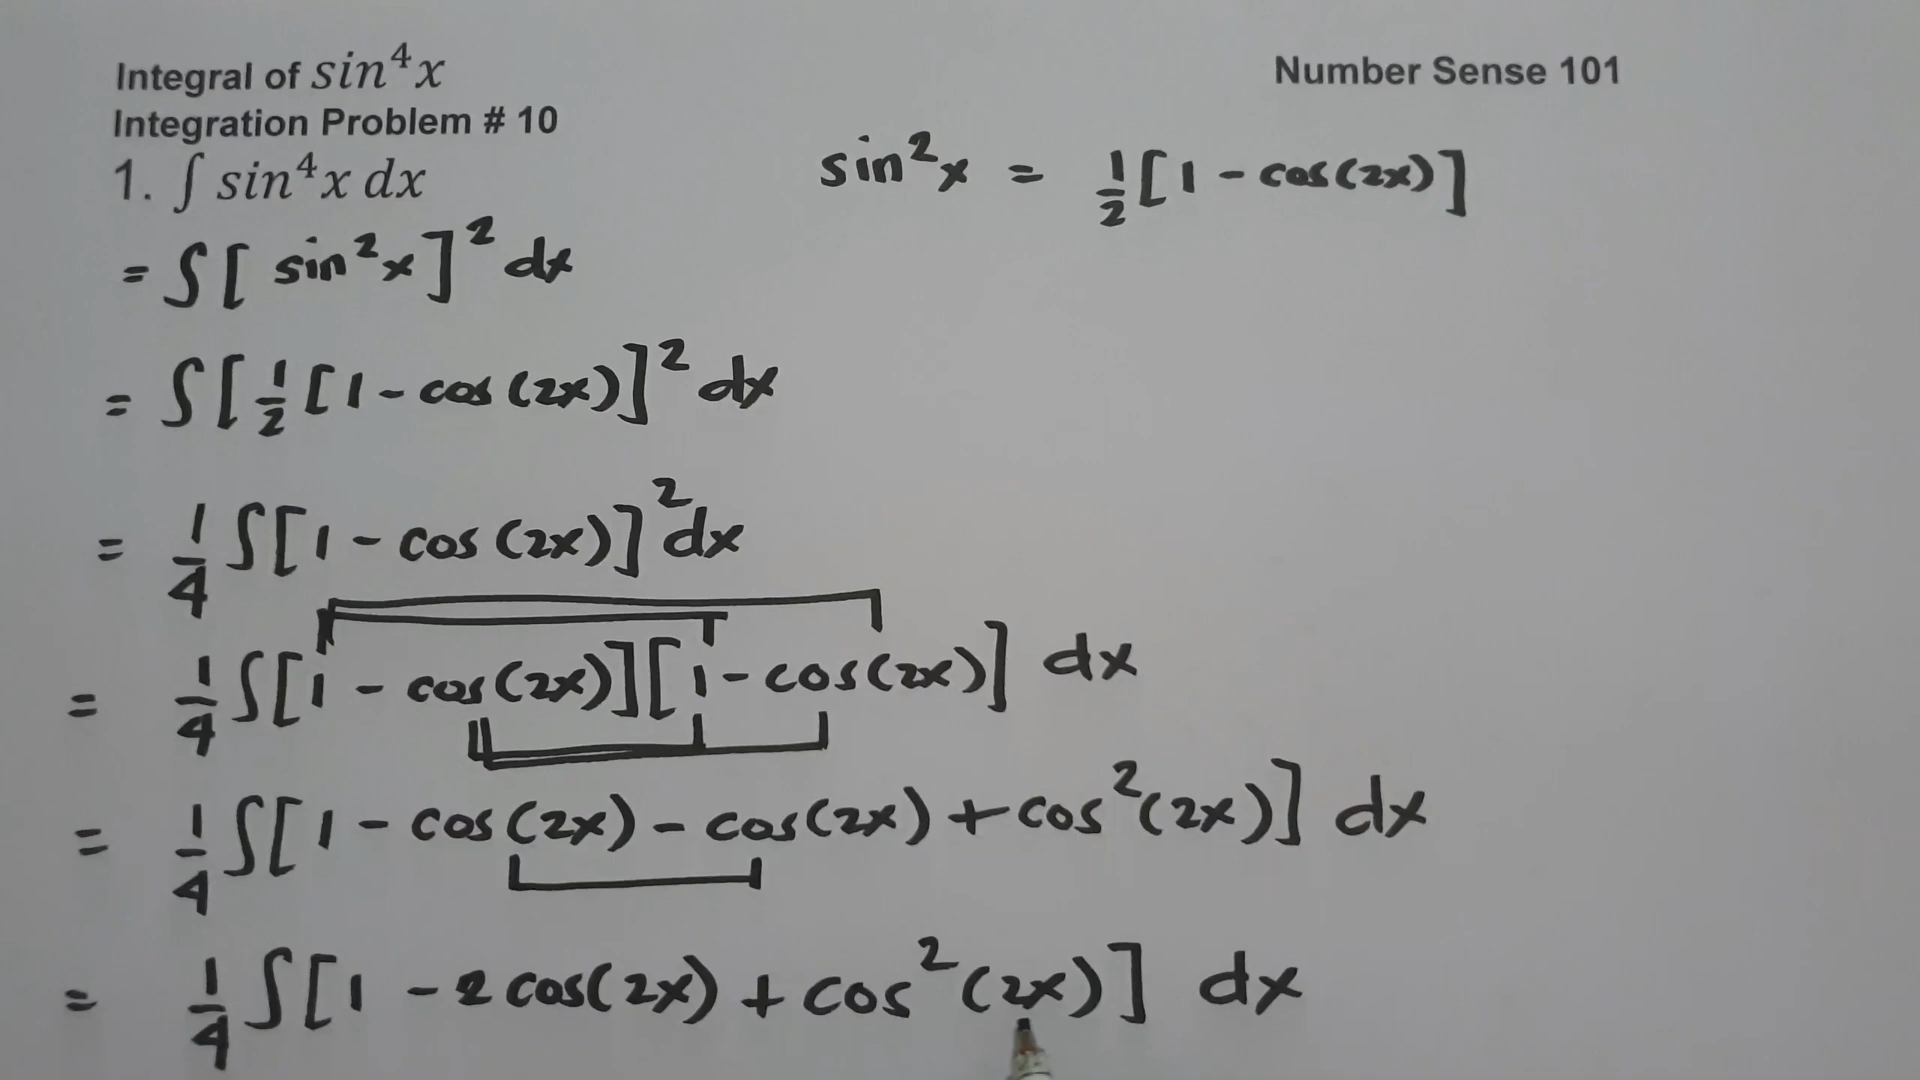 Integral of sin⁴x
Number Sense 101
Integration Problem # 10
1. ∫ sin⁴x dx
sin²x = 1/2 [1 - cos(2x)]
= ∫[ sin²x ]² dx
= ∫[ 1/2 [1 - cos (2x)]² dx
= 1/4 ∫[1 - cos (2x)]² dx
= 1/4 ∫[1 - cos(2x)][1 - cos(2x)] dx
= 1/4 ∫[1 - cos(2x) - cos(2x) + cos²(2x)] dx
= 1/4 ∫[1 - 2 cos(2x) + cos²(2x)] dx